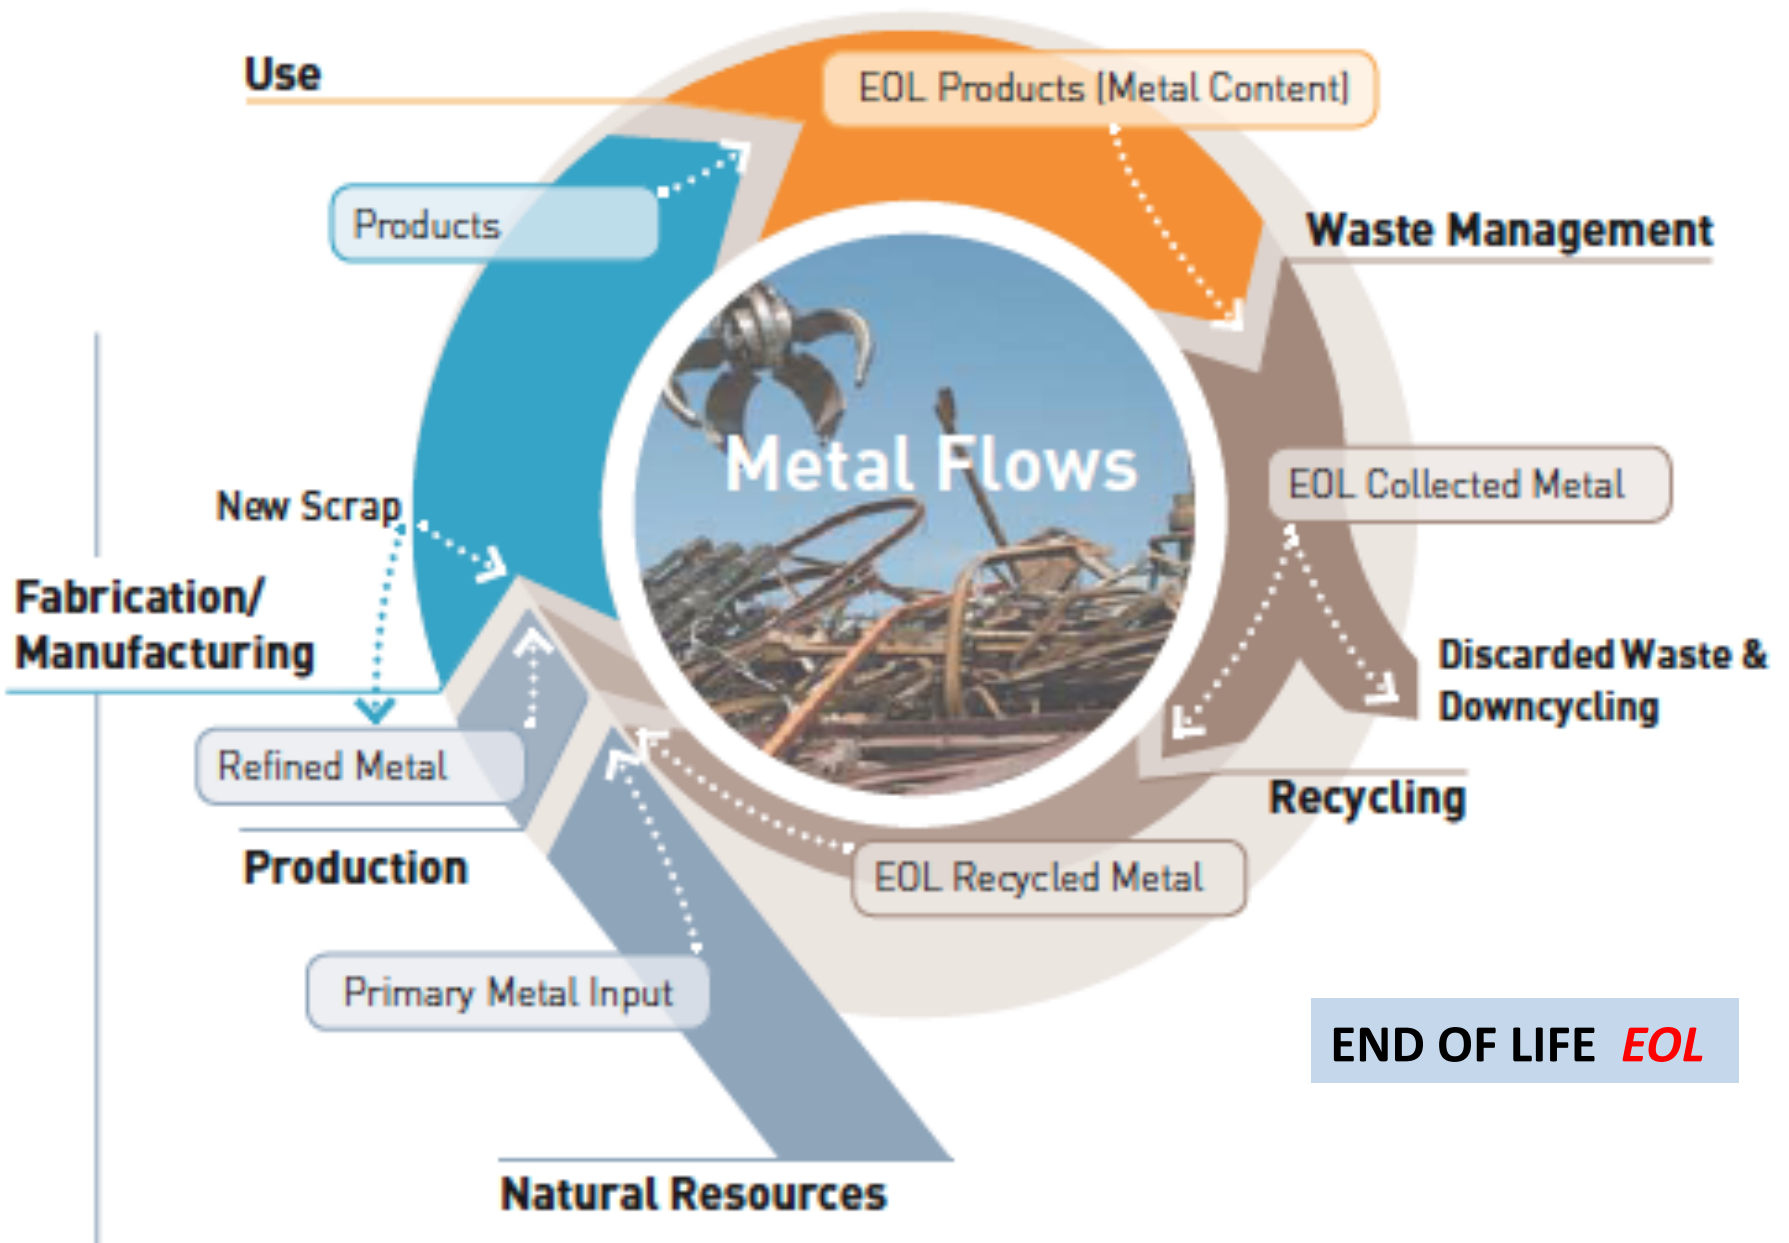 Use
EOL Products (Metal Content)
Products
Waste Management
Metal Flows
EOL Collected Metal
New Scrap
Fabrication/
Manufacturing
Discarded Waste &
Downcycling
Refined Metal
Recycling
Production
EOL Recycled Metal
Primary Metal Input
END OF LIFE EOL
Natural Resources